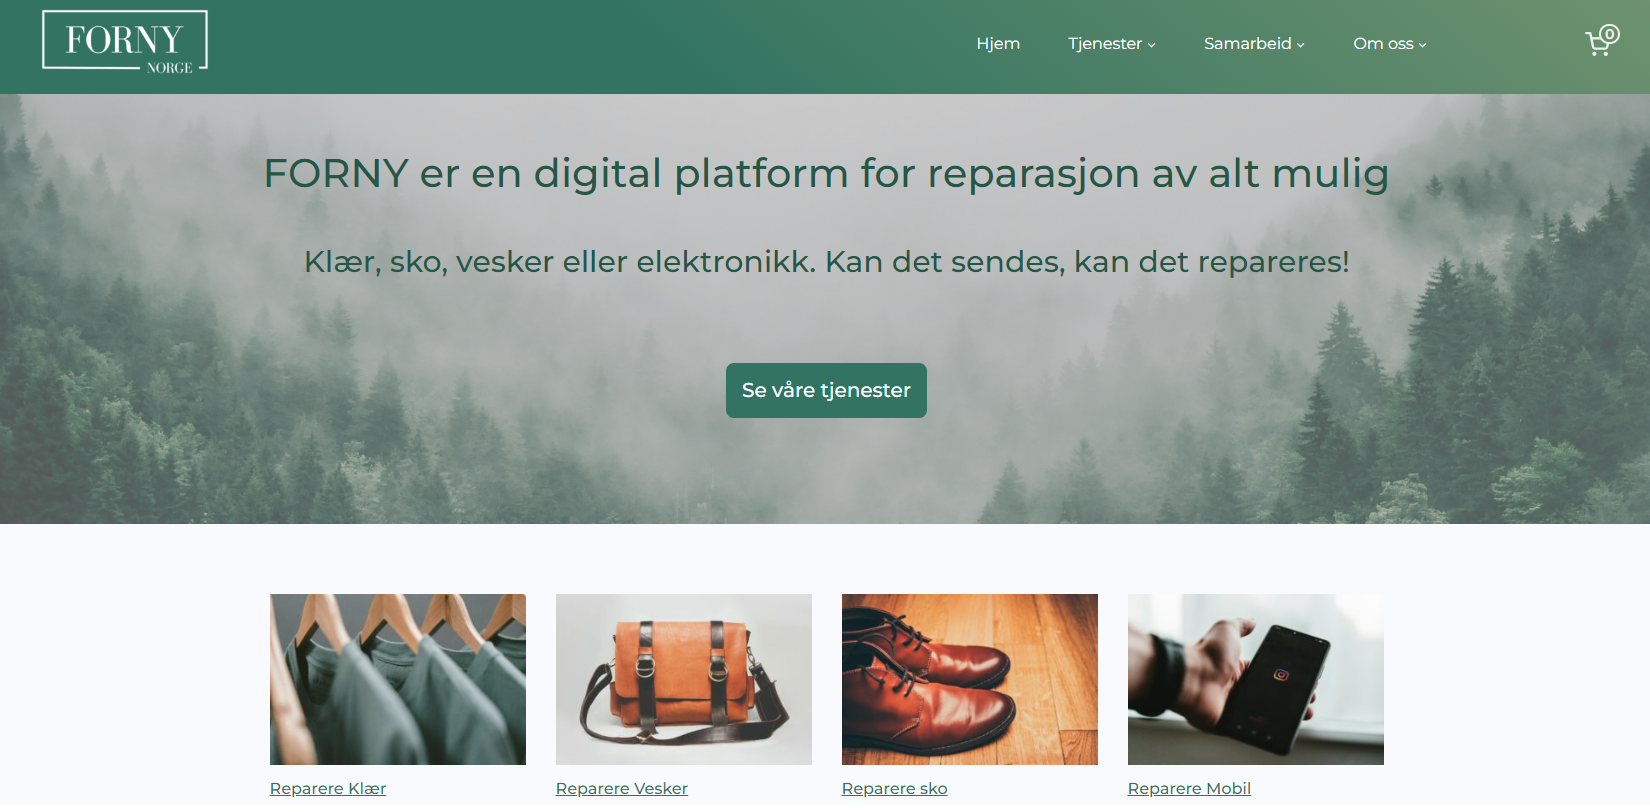 FORNY
NORGE
Hjem Tjenester Samarbeid Om oss 0
FORNY er en digital platform for reparasjon av alt mulig
Klær, sko, vesker eller elektronikk. Kan det sendes, kan det repareres!
Se våre tjenester
Reparere Klær Reparere Vesker Reparere sko Reparere Mobil